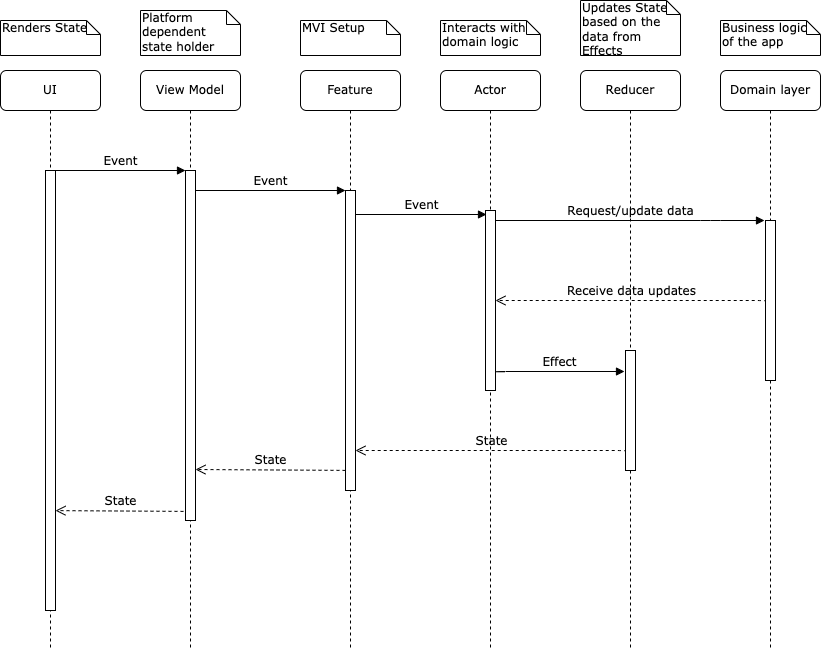 Renders State
Platform
dependent
state holder
MVI Setup
Interacts with
domain logic
Updates State
based on the
data from
Effects
Business logic
of the app
UI
View Model
Feature
Actor
Reducer
Domain layer
Event
Event
Event
Request/update data
Receive data updates
Effect
State
State
State